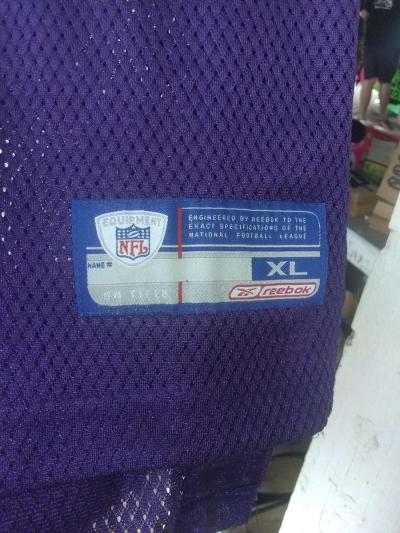 EQUIPMENT
NFL
ENGINEERED BY REEBOK TO THE
EXACT SPECIFICATIONS OF THE
NATIONAL FOOTBALL LEAGUE
NAME #
XL
ON FIELD
Reebok